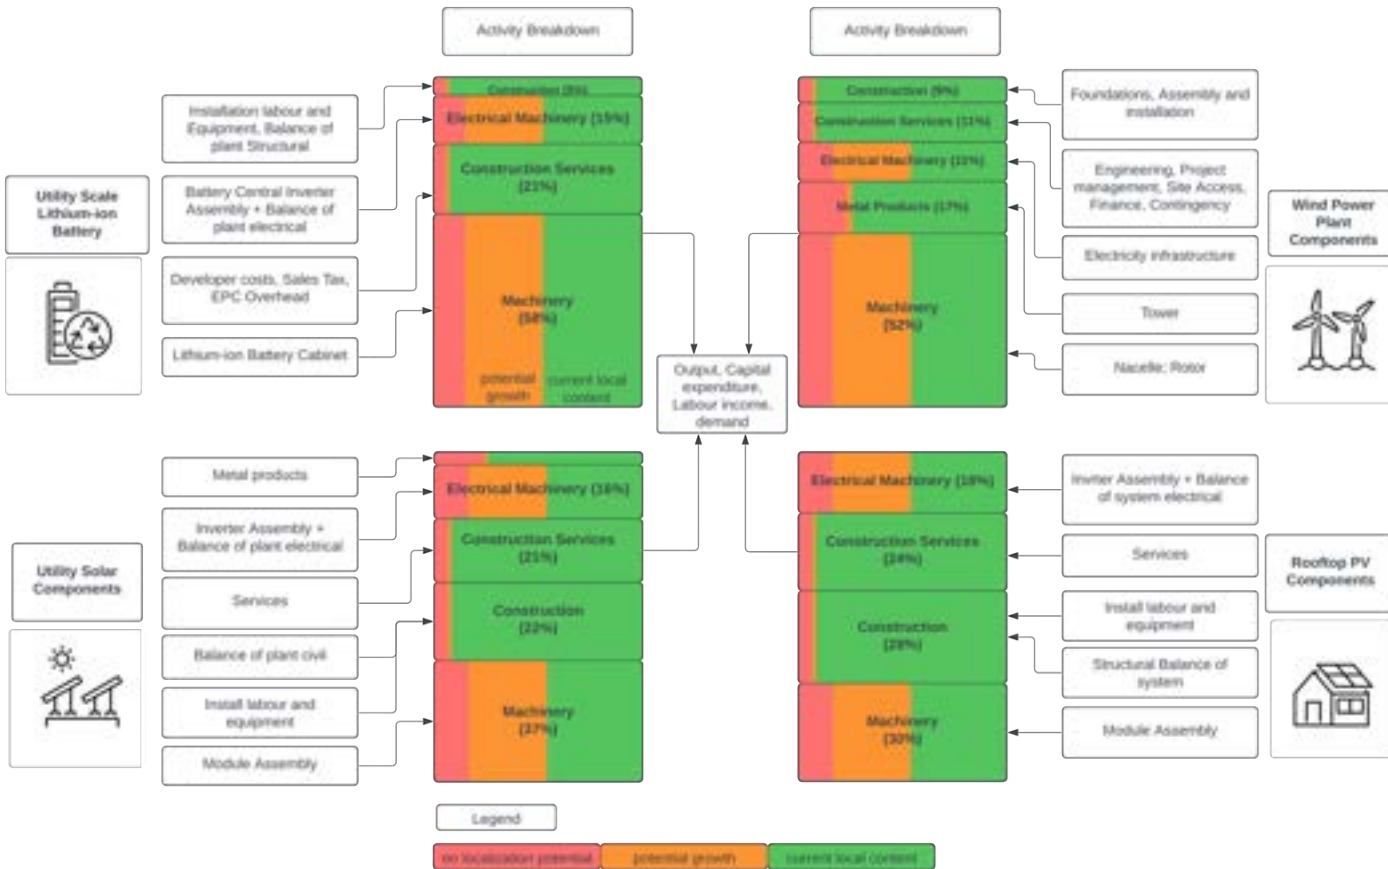 Activity Breakdown
Activity Breakdown
Utility Scale
Lithium-ion
Battery
Installation labour and
Equipment, Balance of
plant Structural
Battery Central Inverter
Assembly + Balance of
plant electrical
Developer costs, Sales Tax,
EPC Overhead
Lithium-ion Battery Cabinet
Construction
Electrical Machinery (15%)
Construction Services
(21%)
Machinery
(58%)
potential
growth
current local
content
Output, Capital
expenditure,
Labour income,
demand
Construction (9%)
Construction Services (11%)
Electrical Machinery (11%)
Metal Products (17%)
Machinery
(52%)
Foundations, Assembly and
installation
Engineering, Project
management, Site Access,
Finance, Contingency
Electricity infrastructure
Tower
Nacelle; Rotor
Wind Power
Plant
Components
Utility Solar
Components
Metal products
Inverter Assembly +
Balance of plant electrical
Services
Balance of plant civil
Install labour and
equipment
Module Assembly
Electrical Machinery (16%)
Construction Services
(21%)
Construction
(22%)
Machinery
(37%)
Electrical Machinery (18%)
Construction Services
(24%)
Construction
(28%)
Machinery
(30%)
Invrter Assembly + Balance
of system electrical
Services
Install labour and
equipment
Structural Balance of
system
Module Assembly
Rooftop PV
Components
Legend
no localization potential
potential growth
current local content